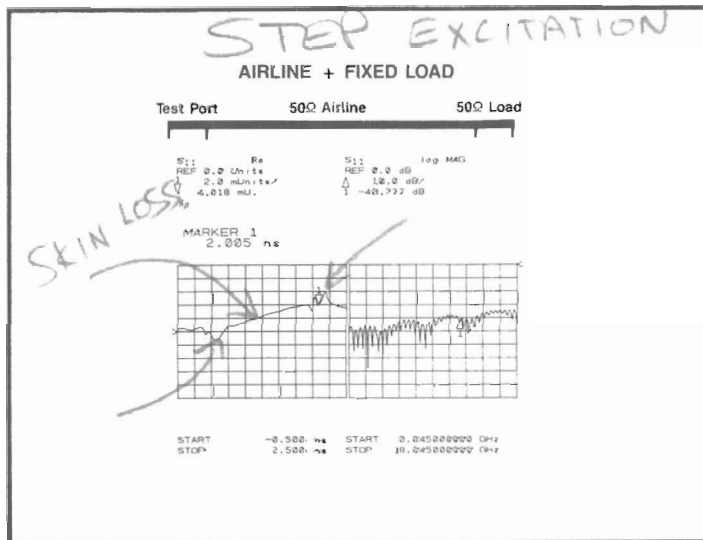 STEP EXCITATION
AIRLINE + FIXED LOAD
Test Port 50Ω Airline 50Ω Load
S11 Re
REF 0.0 Units
2.0 mUnits/
4.018 mU.
S11 log MAG
REF 0.0 dB
10.0 dB/
1 -40.777 dB
SKIN LOSS
MARKER 1
2.005 ns
START -0.500 ns
STOP 2.500 ns
START 0.045000000 GHz
STOP 18.045000000 GHz